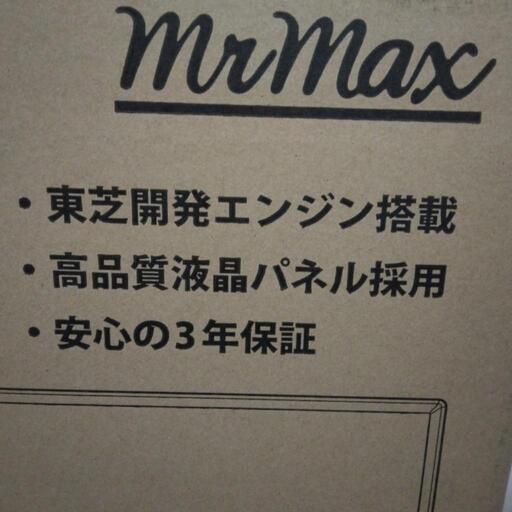 MrMax
・東芝開発エンジン搭載
・高品質液晶パネル採用
・安心の3年保証